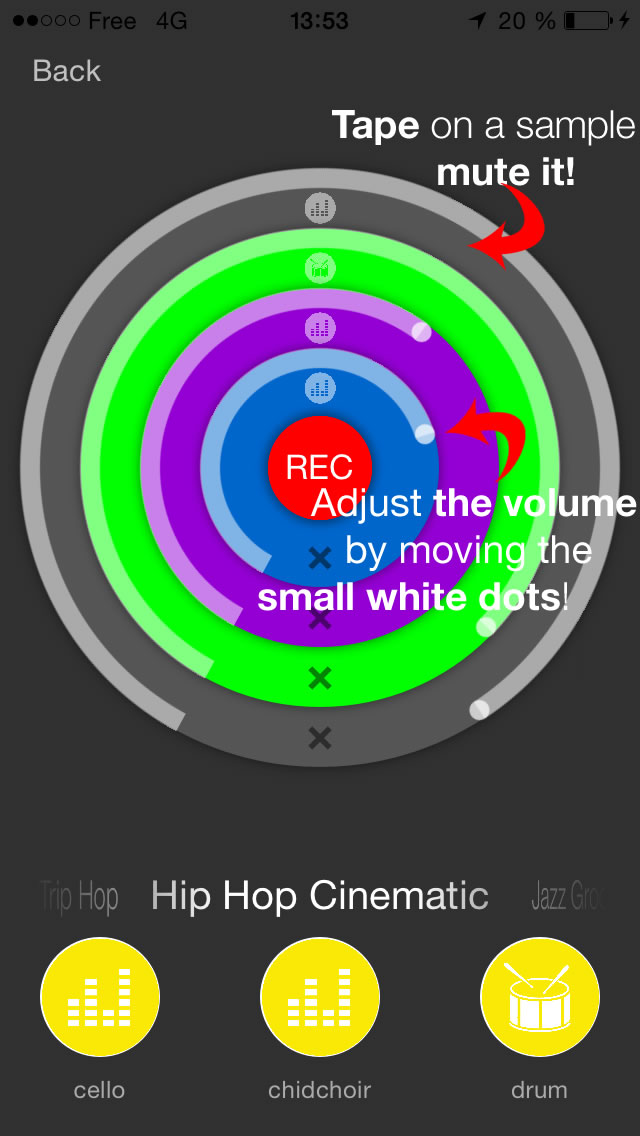 Free 4G 13:53 20 %
Back
Tape on a sample
mute it!
REC
Adjust the volume
by moving the
small white dots!
Trip Hop Hip Hop Cinematic Jazz
cello chidchoir drum